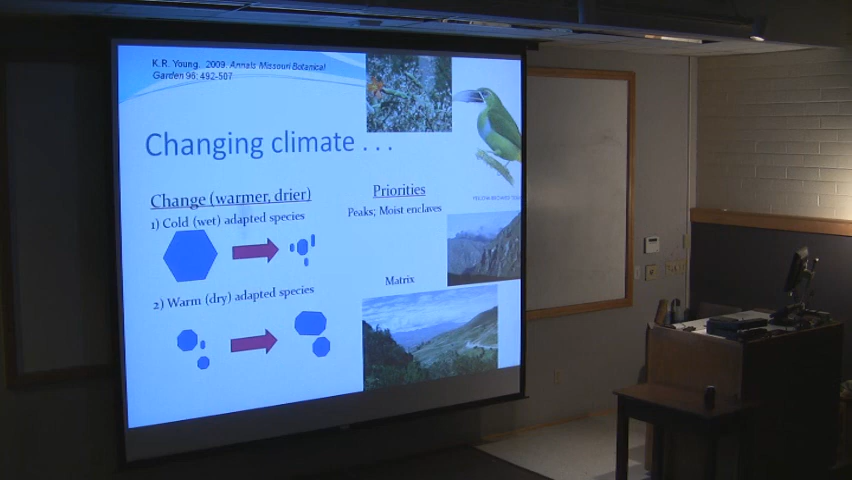 K.R. Young. 2009. Annals Missouri Botanical
Garden 96: 492-507
Changing climate . . .
Change (warmer, drier)
Priorities
1) Cold (wet) adapted species
Peaks; Moist enclaves
2) Warm (dry) adapted species
Matrix